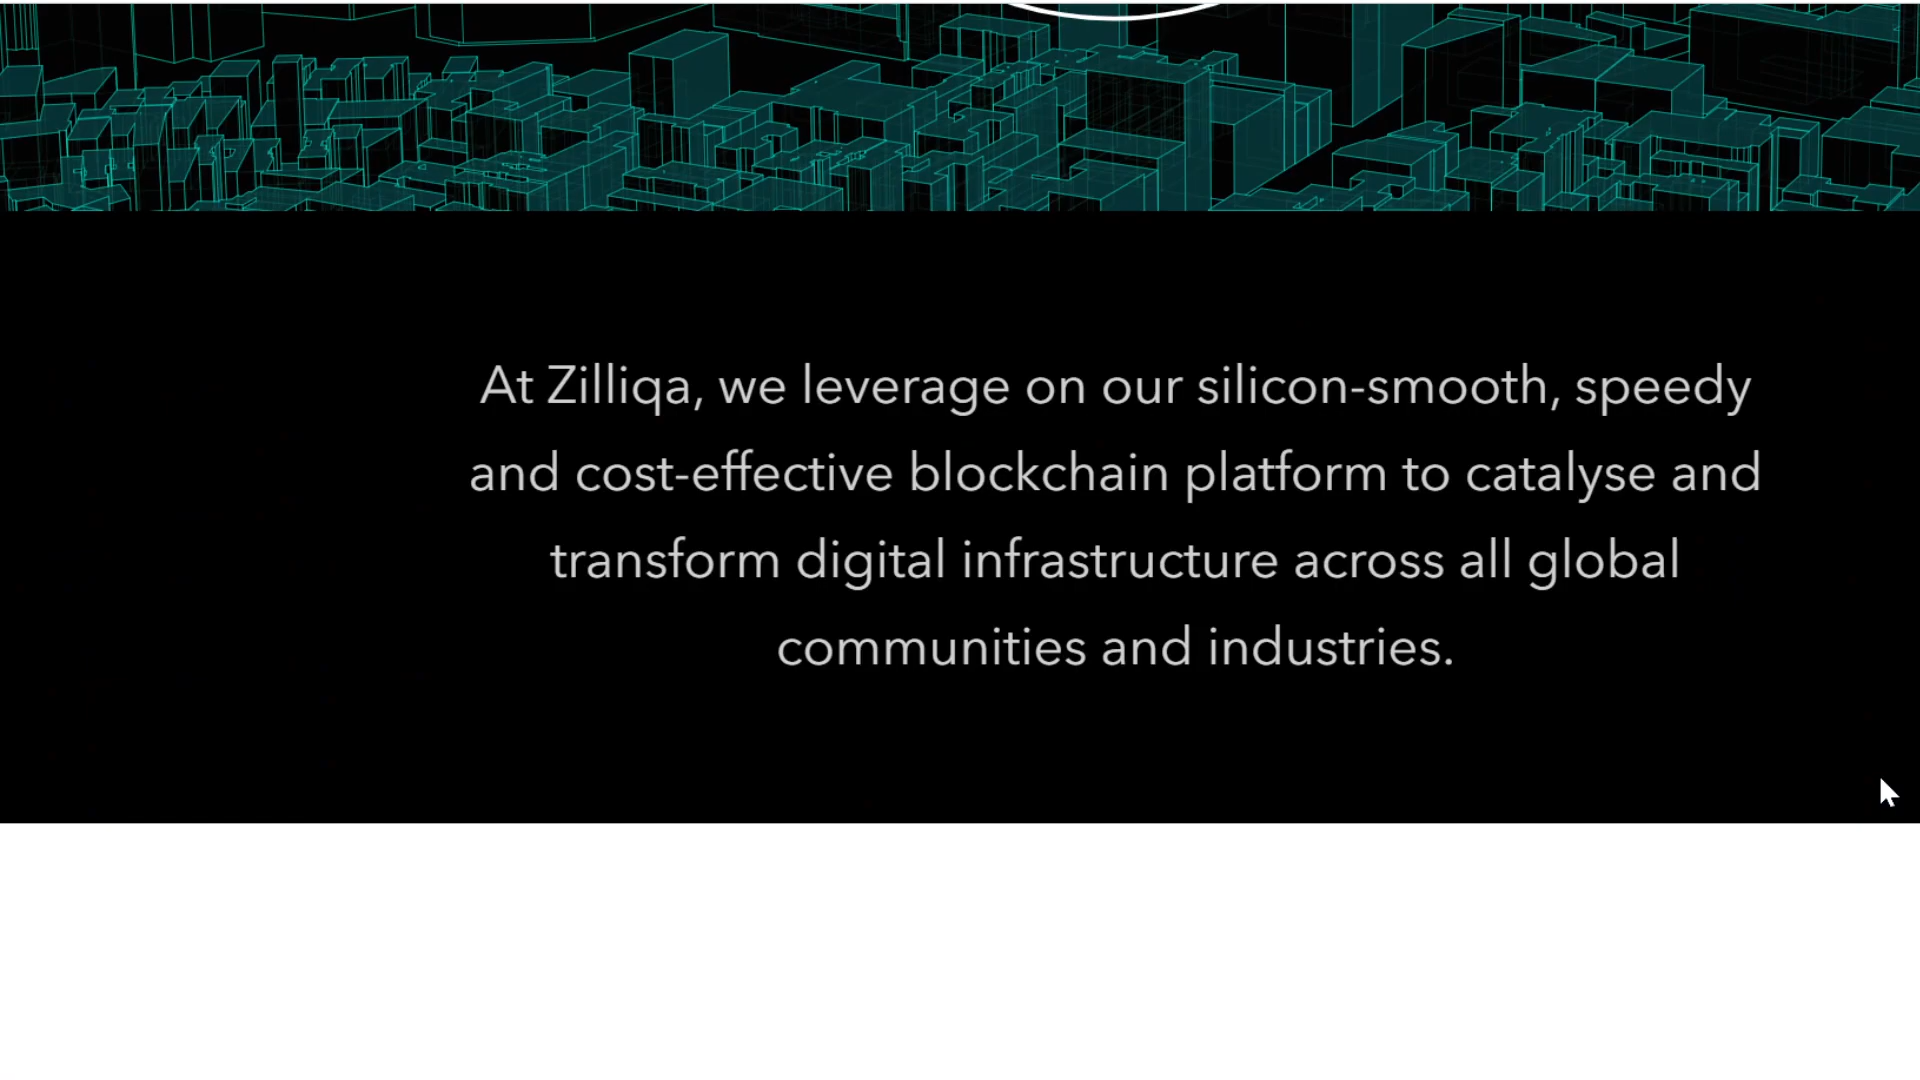 At Zilliqa, we leverage on our silicon-smooth, speedy
and cost-effective blockchain platform to catalyse and
transform digital infrastructure across all global
communities and industries.